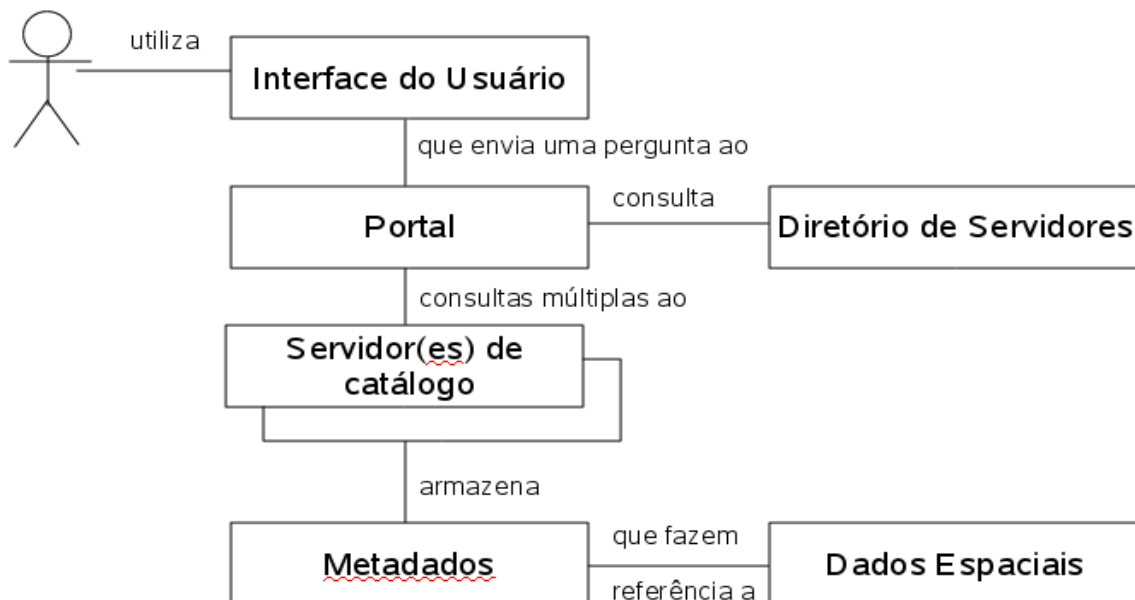 utiliza
Interface do Usuário
que envia uma pergunta ao
Portal
consulta
Diretório de Servidores
consultas múltiplas ao
Servidor(es) de
catálogo
armazena
Metadados
que fazem
referência a
Dados Espaciais